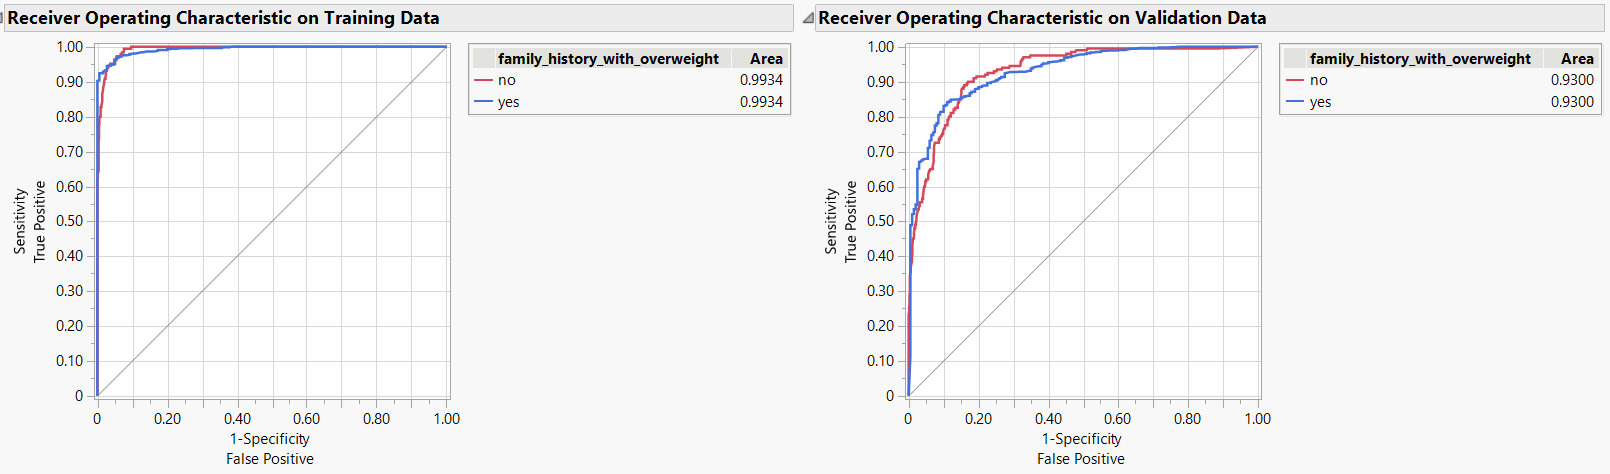 Receiver Operating Characteristic on Training Data
1.00
0.90
0.80
0.70
0.60
0.50
0.40
0.30
0.20
0.10
0
Sensitivity
True Positive
0 0.20 0.40 0.60 0.80 1.00
1-Specificity
False Positive
family_history_with_overweight Area
no 0.9934
yes 0.9934
Receiver Operating Characteristic on Validation Data
1.00
0.90
0.80
0.70
0.60
0.50
0.40
0.30
0.20
0.10
0
Sensitivity
True Positive
0 0.20 0.40 0.60 0.80 1.00
1-Specificity
False Positive
family_history_with_overweight Area
no 0.9300
yes 0.9300